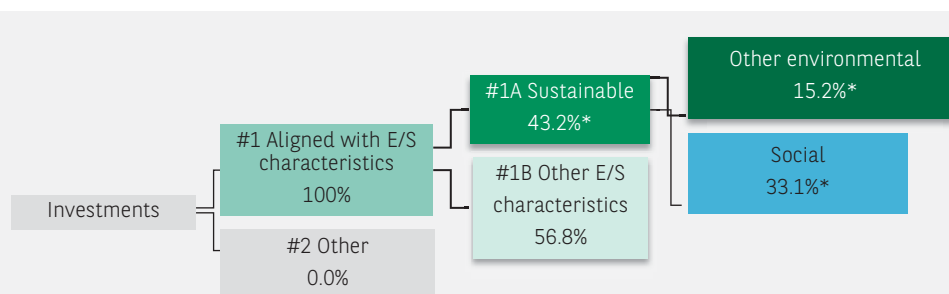 Investments
#1 Aligned with E/S
characteristics
100%
#2 Other
0.0%
#1A Sustainable
43.2%*
#1B Other E/S
characteristics
56.8%
Other environmental
15.2%*
Social
33.1%*